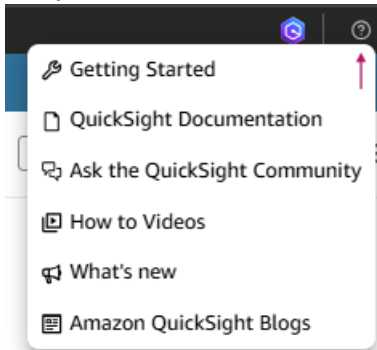 Getting Started
QuickSight Documentation
Ask the QuickSight Community
How to Videos
What's new
Amazon QuickSight Blogs